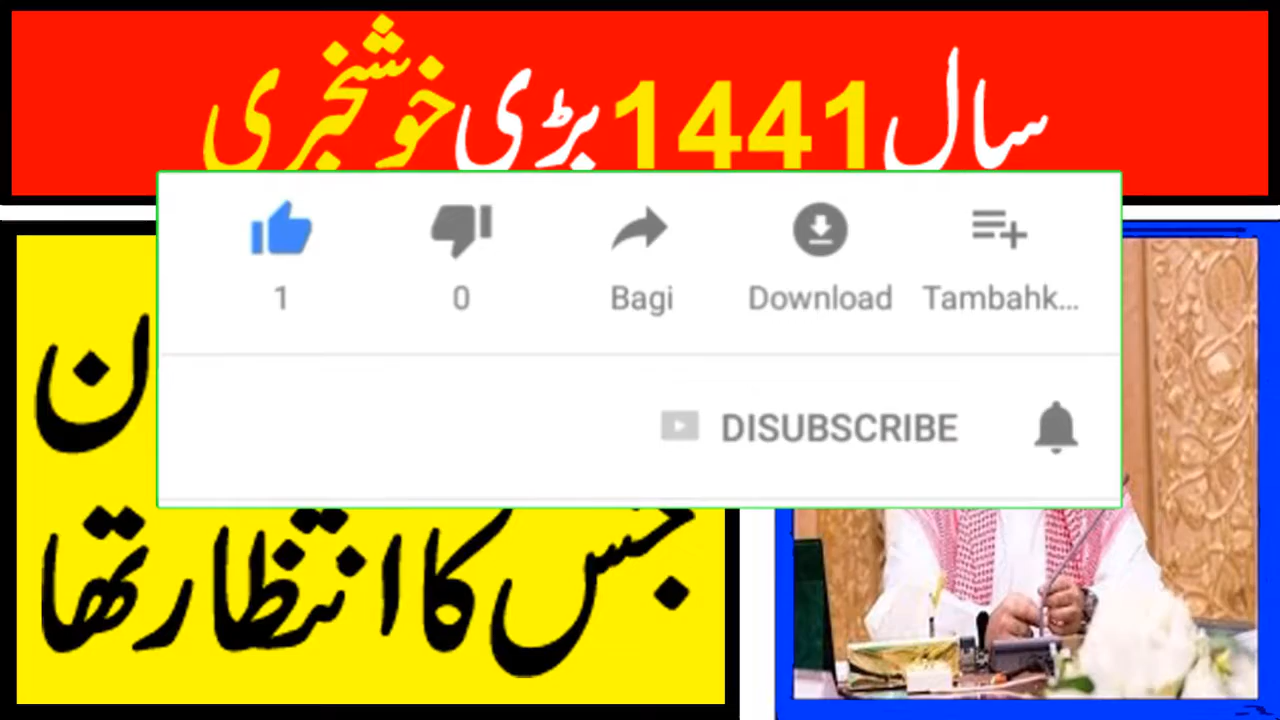 سال 1441 بڑی خوشخبری
1 0 Bagi Download Tambahk...
DISUBSCRIBE
جس کا انتظار تھا